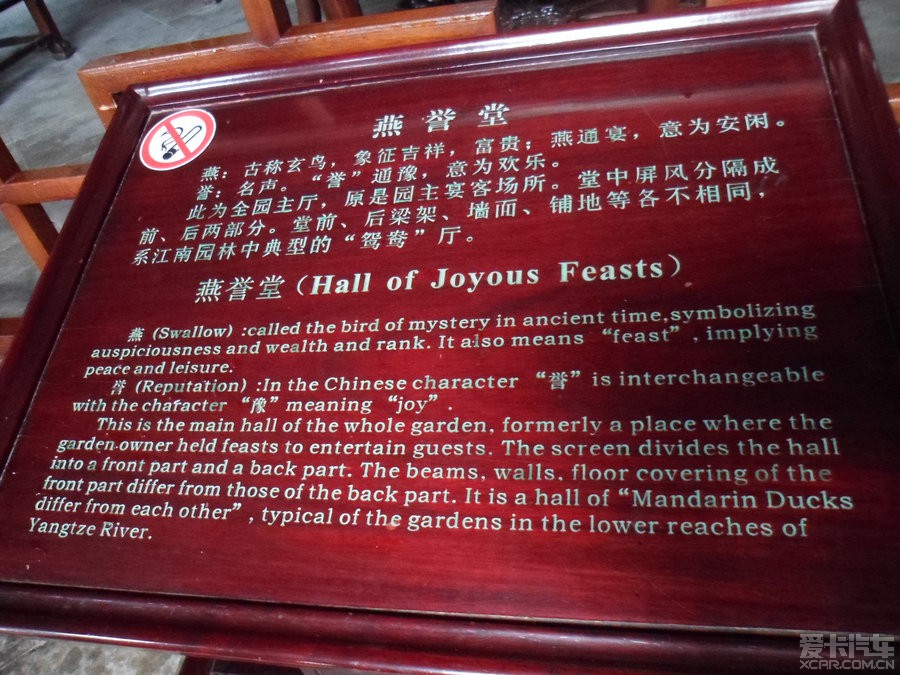 燕誉堂
燕：古称玄鸟，象征吉祥，富贵；燕通宴，意为安闲。
誉：名声。“誉”通豫，意为欢乐。
此为全园主厅，原是园主宴客场所。堂中屏风分隔成
前、后两部分。堂前、后梁架、墙面、铺地等各不相同，
系江南园林中典型的“鸳鸯”厅。
燕誉堂（Hall of Joyous Feasts）
燕 (Swallow) :called the bird of mystery in ancient time,symbolizing
auspiciousness and wealth and rank. It also means “feast”, implying
peace and leisure.
誉 (Reputation) :In the Chinese character “誉” is interchangeable
with the character “豫” meaning “joy”.
This is the main hall of the whole garden, formerly a place where the
garden owner held feasts to entertain guests. The screen divides the hall
into a front part and a back part. The beams, walls, floor covering of the
front part differ from those of the back part. It is a hall of “Mandarin Ducks
differ from each other”, typical of the gardens in the lower reaches of
Yangtze River.
爱卡汽车
XCAR.COM.CN